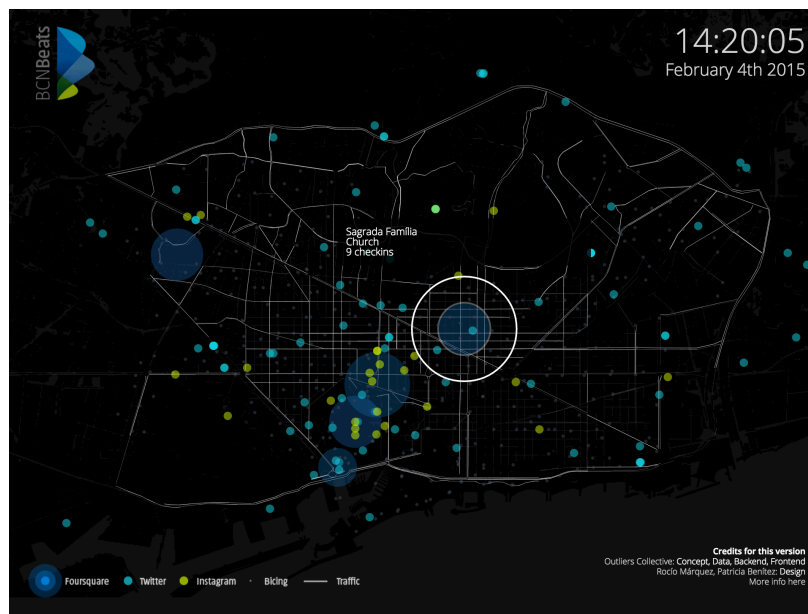 BCNBeats
14:20:05
February 4th 2015
Sagrada Família
Church
9 checkins
Credits for this version
Outliers Collective: Concept, Data, Backend, Frontend
Rocío Márquez, Patricia Benítez: Design
More info here
Foursquare
Twitter
Instagram
Bicing
Traffic